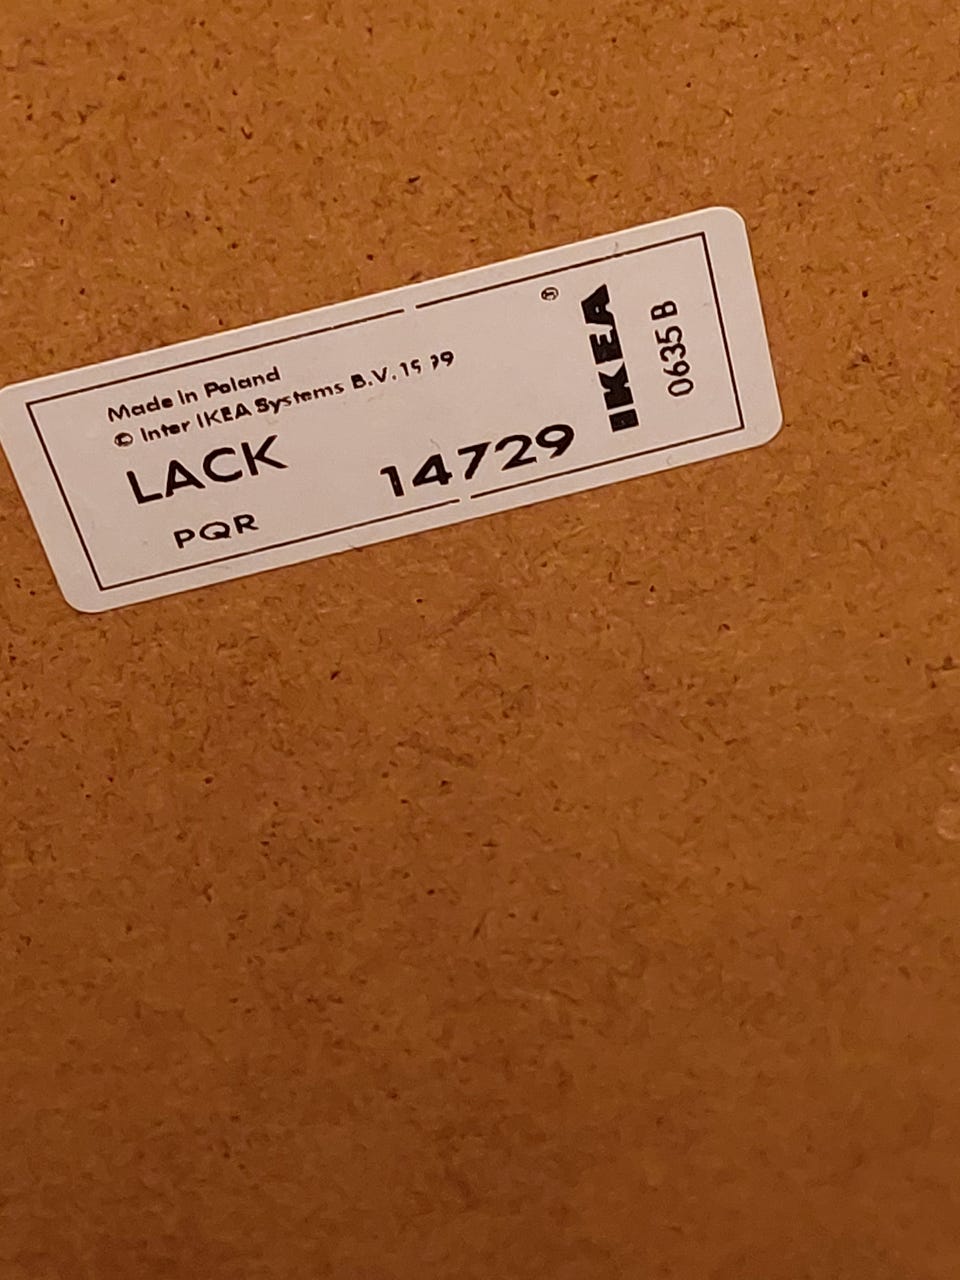 Made in Poland
© Inter IKEA Systems B.V. 1999
LACK
14729
PQR
IKEA®
0635 B